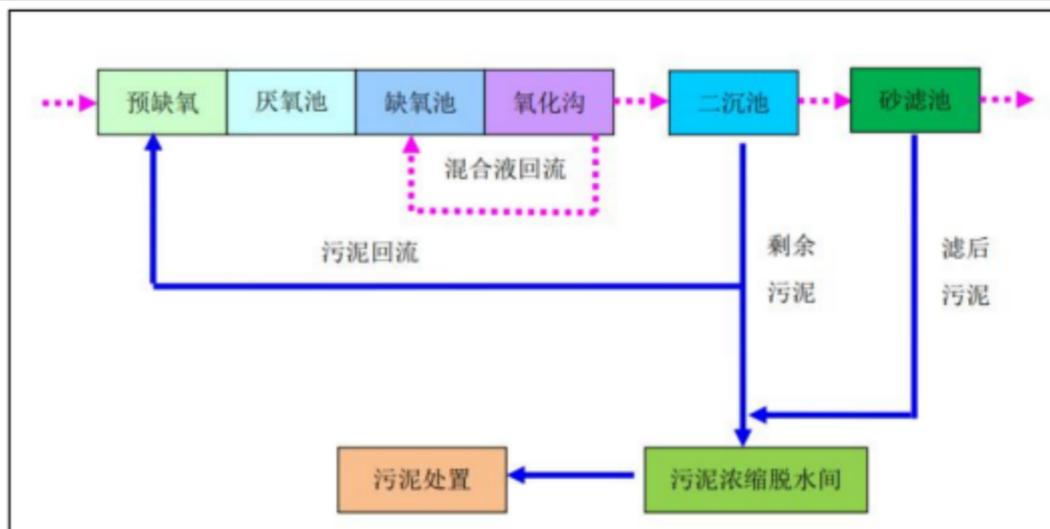 预缺氧
厌氧池
缺氧池
氧化沟
二沉池
砂滤池
混合液回流
污泥回流
剩余
污泥
滤后
污泥
污泥处置
污泥浓缩脱水间